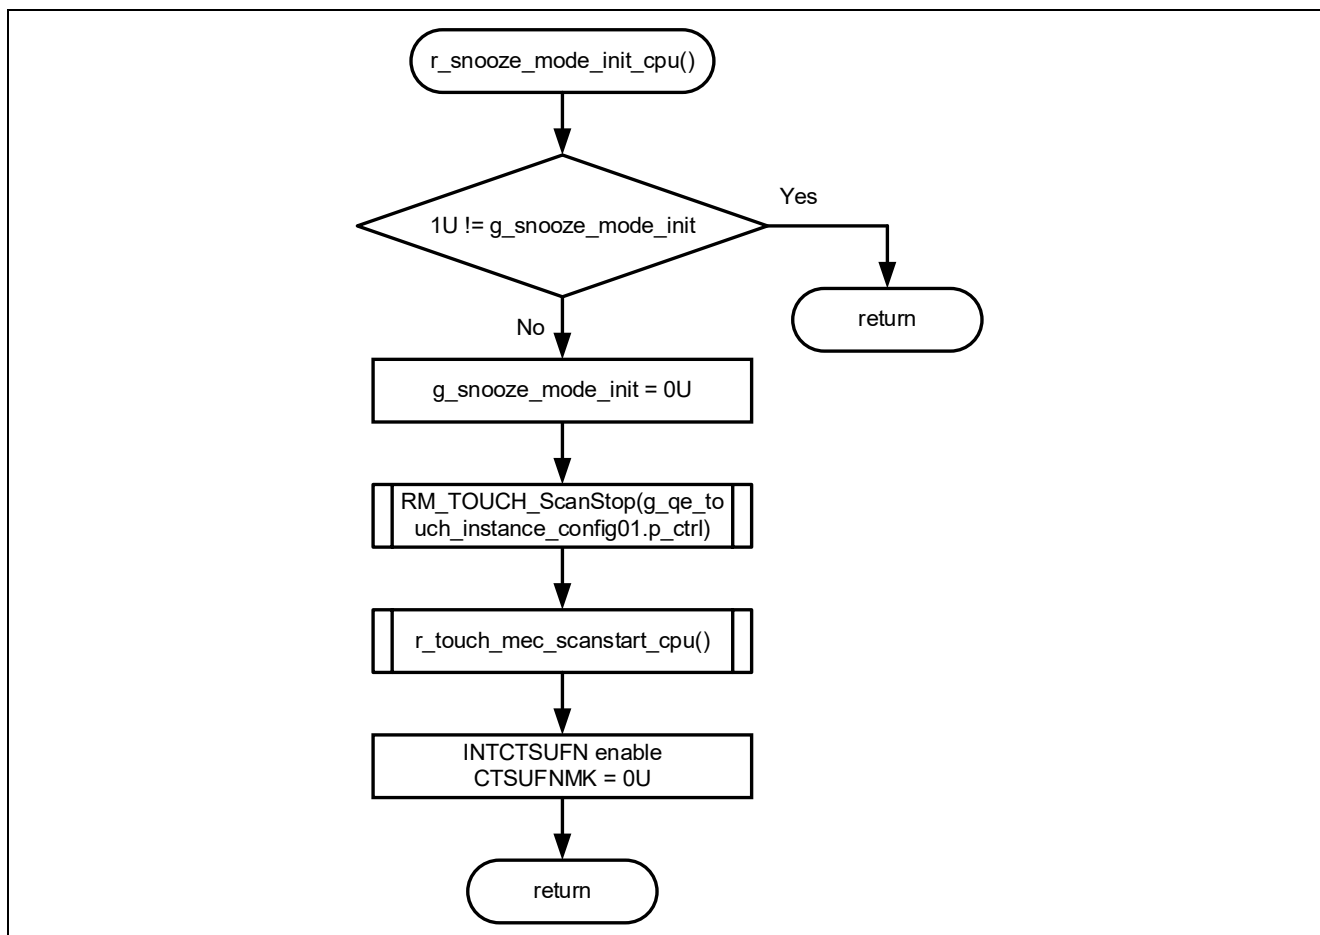 r_snooze_mode_init_cpu()
1U != g_snooze_mode_init
Yes
return
No
g_snooze_mode_init = 0U
RM_TOUCH_ScanStop(g_qe_to
uch_instance_config01.p_ctrl)
r_touch_mec_scanstart_cpu()
INTCTSUFN enable
CTSUFNMK = 0U
return